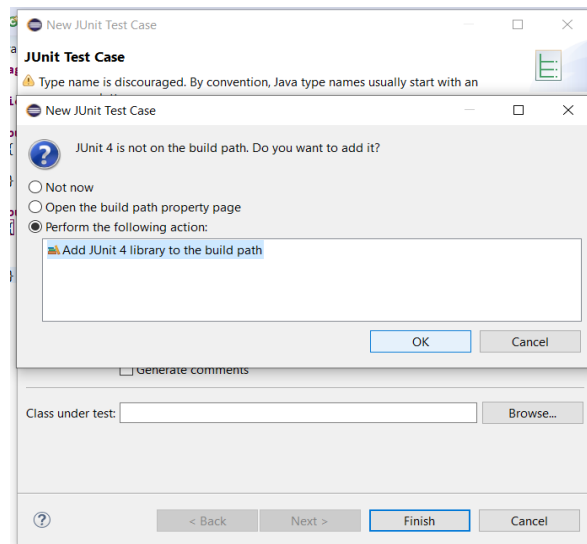 New JUnit Test Case
JUnit Test Case
Type name is discouraged. By convention, Java type names usually start with an
New JUnit Test Case
JUnit 4 is not on the build path. Do you want to add it?
Not now
Open the build path property page
Perform the following action:
Add JUnit 4 library to the build path
OK Cancel
Generate comments
Class under test: Browse...
< Back Next > Finish Cancel